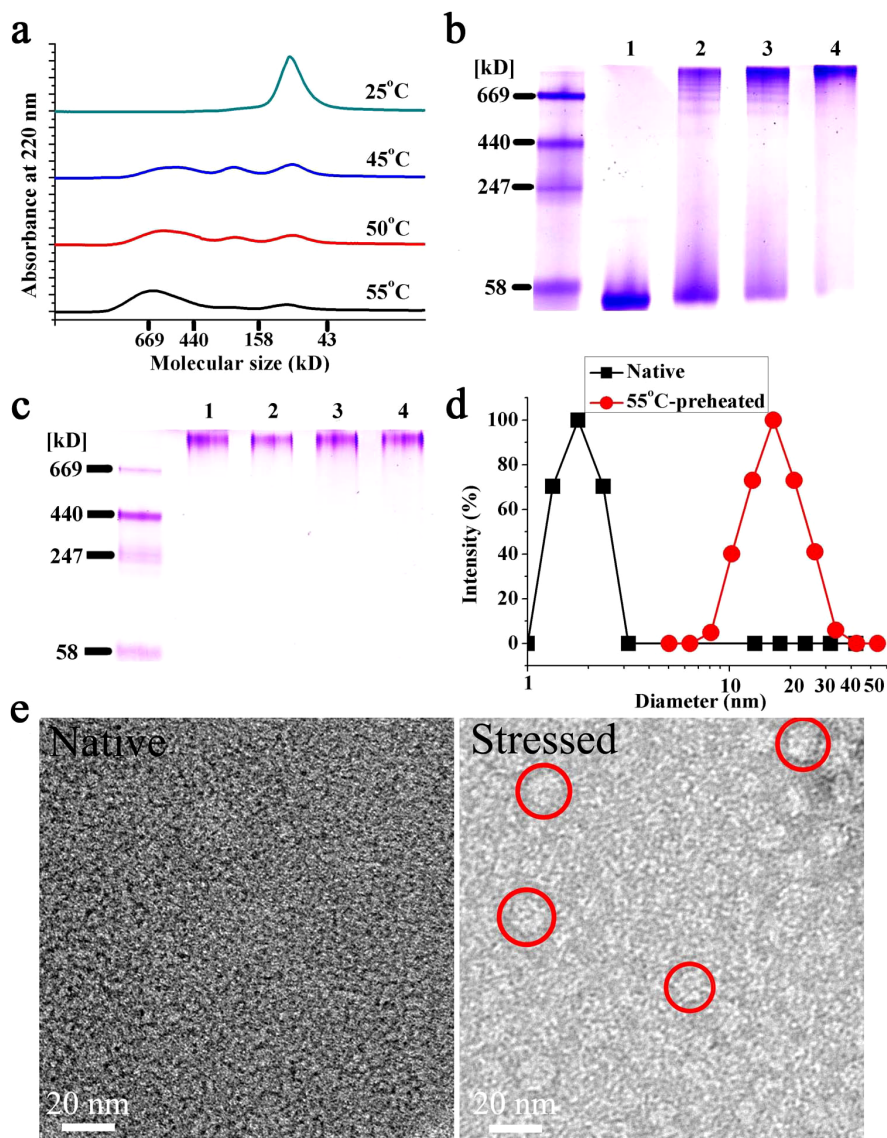 a
Absorbance at 220 nm
25°C
45°C
50°C
55°C
669 440 158 43
Molecular size (kD)
b
1 2 3 4
[kD]
669
440
247
58
c
1 2 3 4
[kD]
669
440
247
58
d
Native
55°C-preheated
Intensity (%)
100
80
60
40
20
0
1 10 20 30 40 50
Diameter (nm)
e
Native
20 nm
Stressed
20 nm